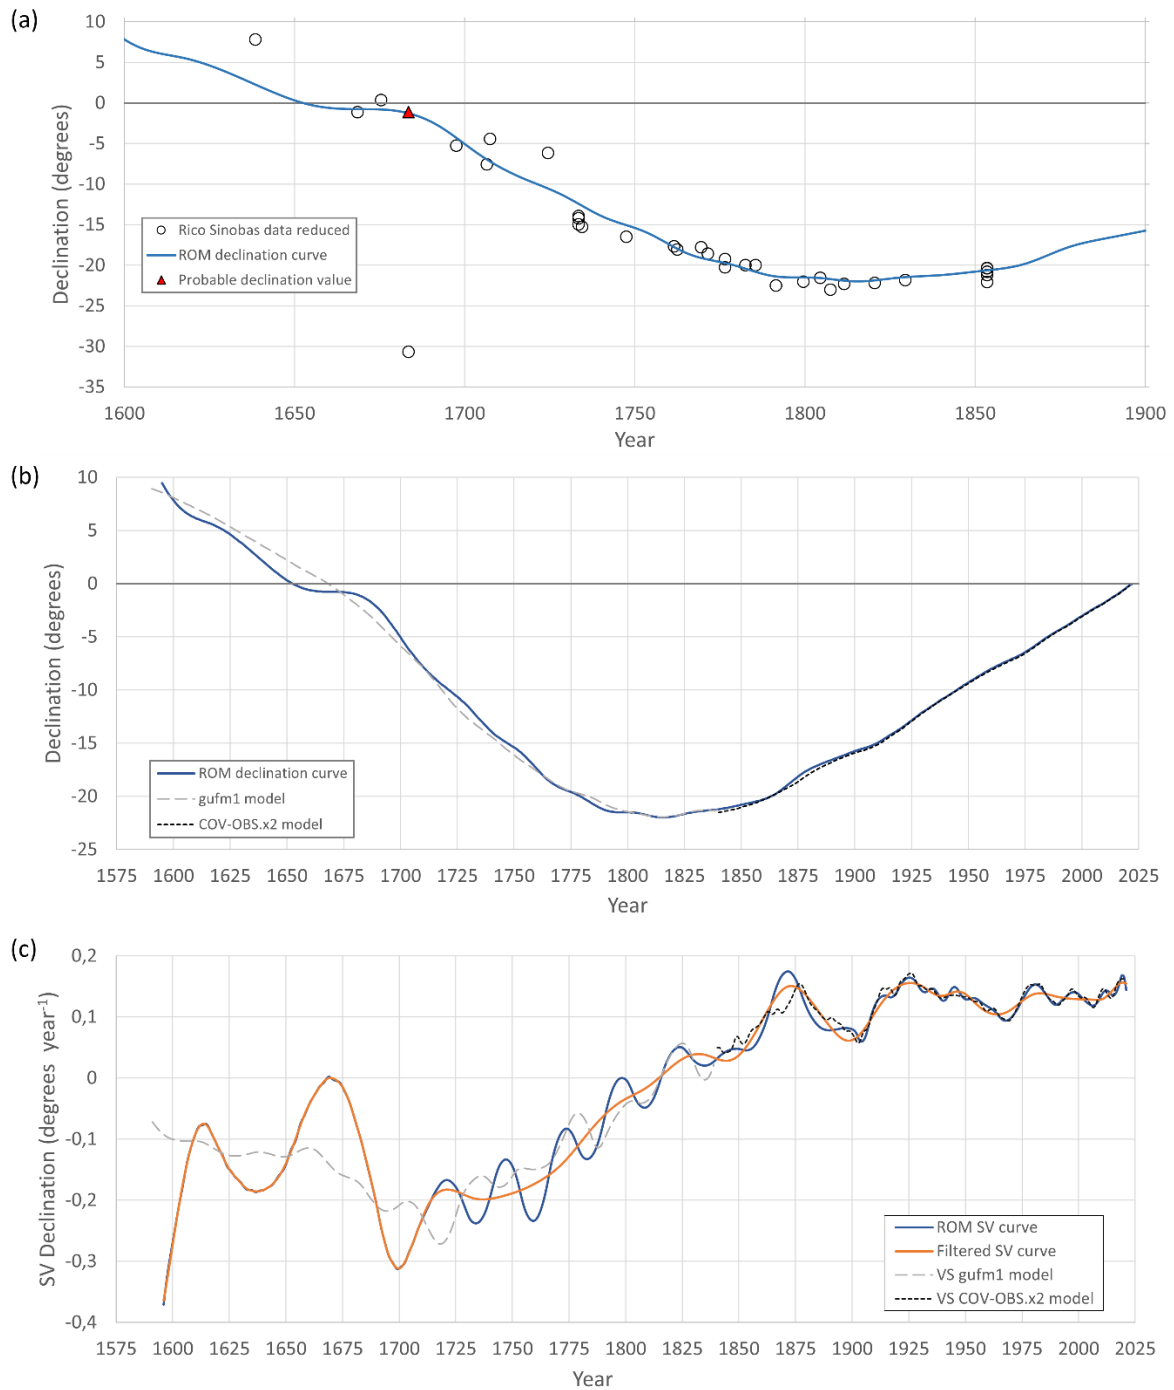 (a)
10
5
0
-5
-10
-15
-20
-25
-30
-35
Declination (degrees)
Rico Sinobas data reduced
ROM declination curve
Probable declination value
1600 1650 1700 1750 1800 1850 1900
Year
(b)
10
5
0
-5
-10
-15
-20
-25
Declination (degrees)
ROM declination curve
gufm1 model
COV-OBS.x2 model
1575 1600 1625 1650 1675 1700 1725 1750 1775 1800 1825 1850 1875 1900 1925 1950 1975 2000 2025
Year
(c)
0,2
0,1
0
-0,1
-0,2
-0,3
-0,4
SV Declination (degrees year⁻¹)
ROM SV curve
Filtered SV curve
VS gufm1 model
VS COV-OBS.x2 model
1575 1600 1625 1650 1675 1700 1725 1750 1775 1800 1825 1850 1875 1900 1925 1950 1975 2000 2025
Year